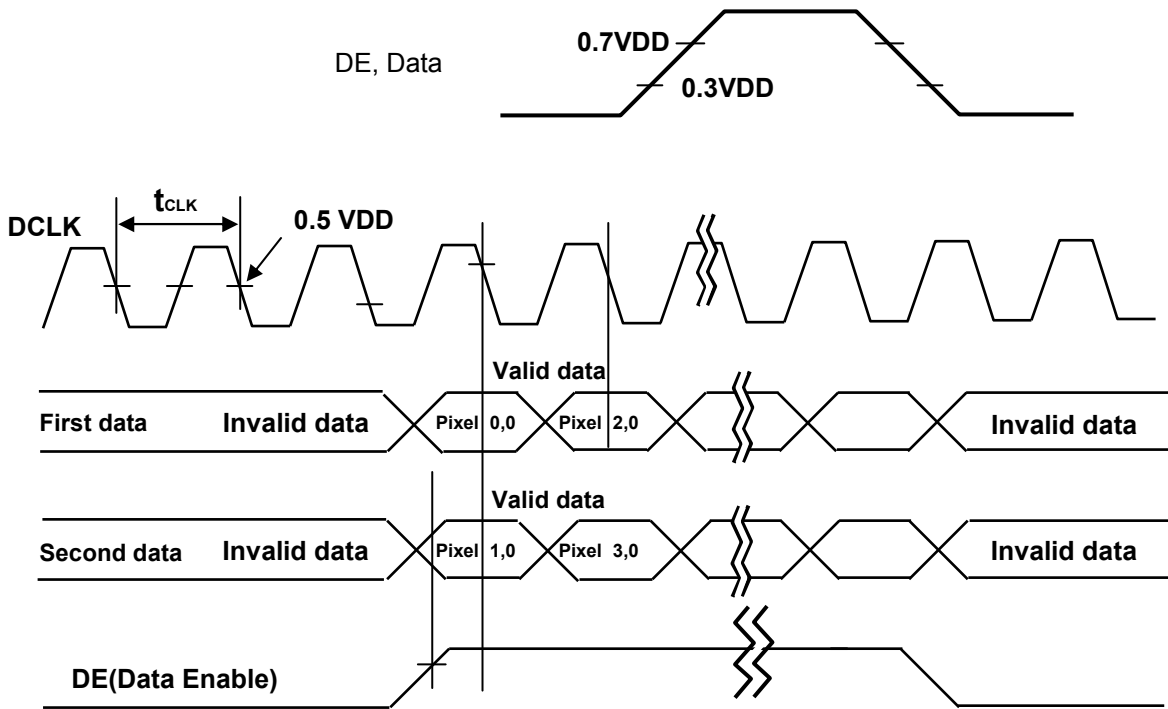 0.7VDD
DE, Data
0.3VDD
tCLK
DCLK
0.5 VDD
Valid data
First data Invalid data Pixel 0,0 Pixel 2,0 Invalid data
Valid data
Second data Invalid data Pixel 1,0 Pixel 3,0 Invalid data
DE(Data Enable)